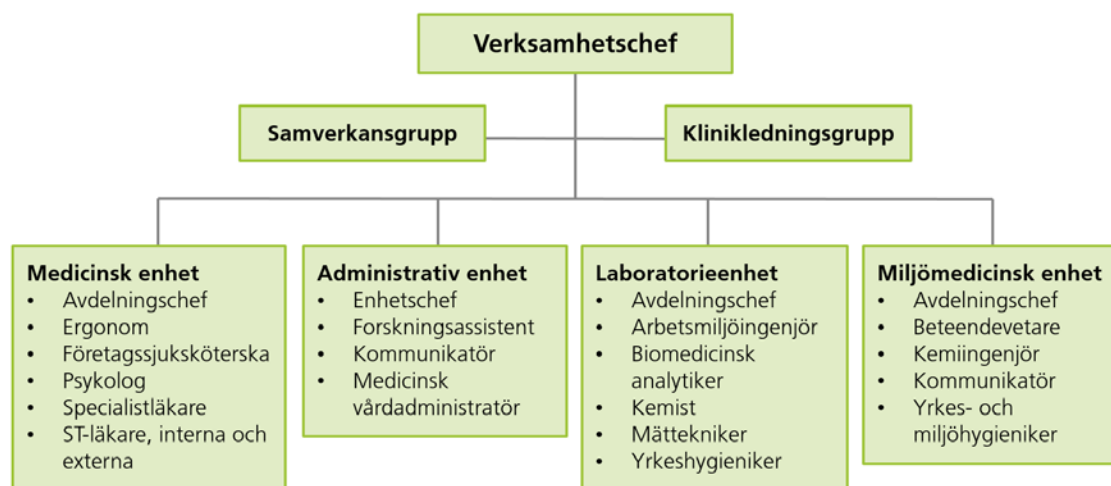 Verksamhetschef
Samverkansgrupp
Klinikledningsgrupp
Medicinsk enhet
• Avdelningschef
• Ergonom
• Företagssjuksköterska
• Psykolog
• Specialistläkare
• ST-läkare, interna och
externa
Administrativ enhet
• Enhetschef
• Forskningsassistent
• Kommunikatör
• Medicinsk
vårdadministratör
Laboratorieenhet
• Avdelningschef
• Arbetsmiljöingenjör
• Biomedicinsk
analytiker
• Kemist
• Mättekniker
• Yrkeshygieniker
Miljömedicinsk enhet
• Avdelningschef
• Beteendevetare
• Kemiingenjör
• Kommunikatör
• Yrkes- och
miljöhygieniker